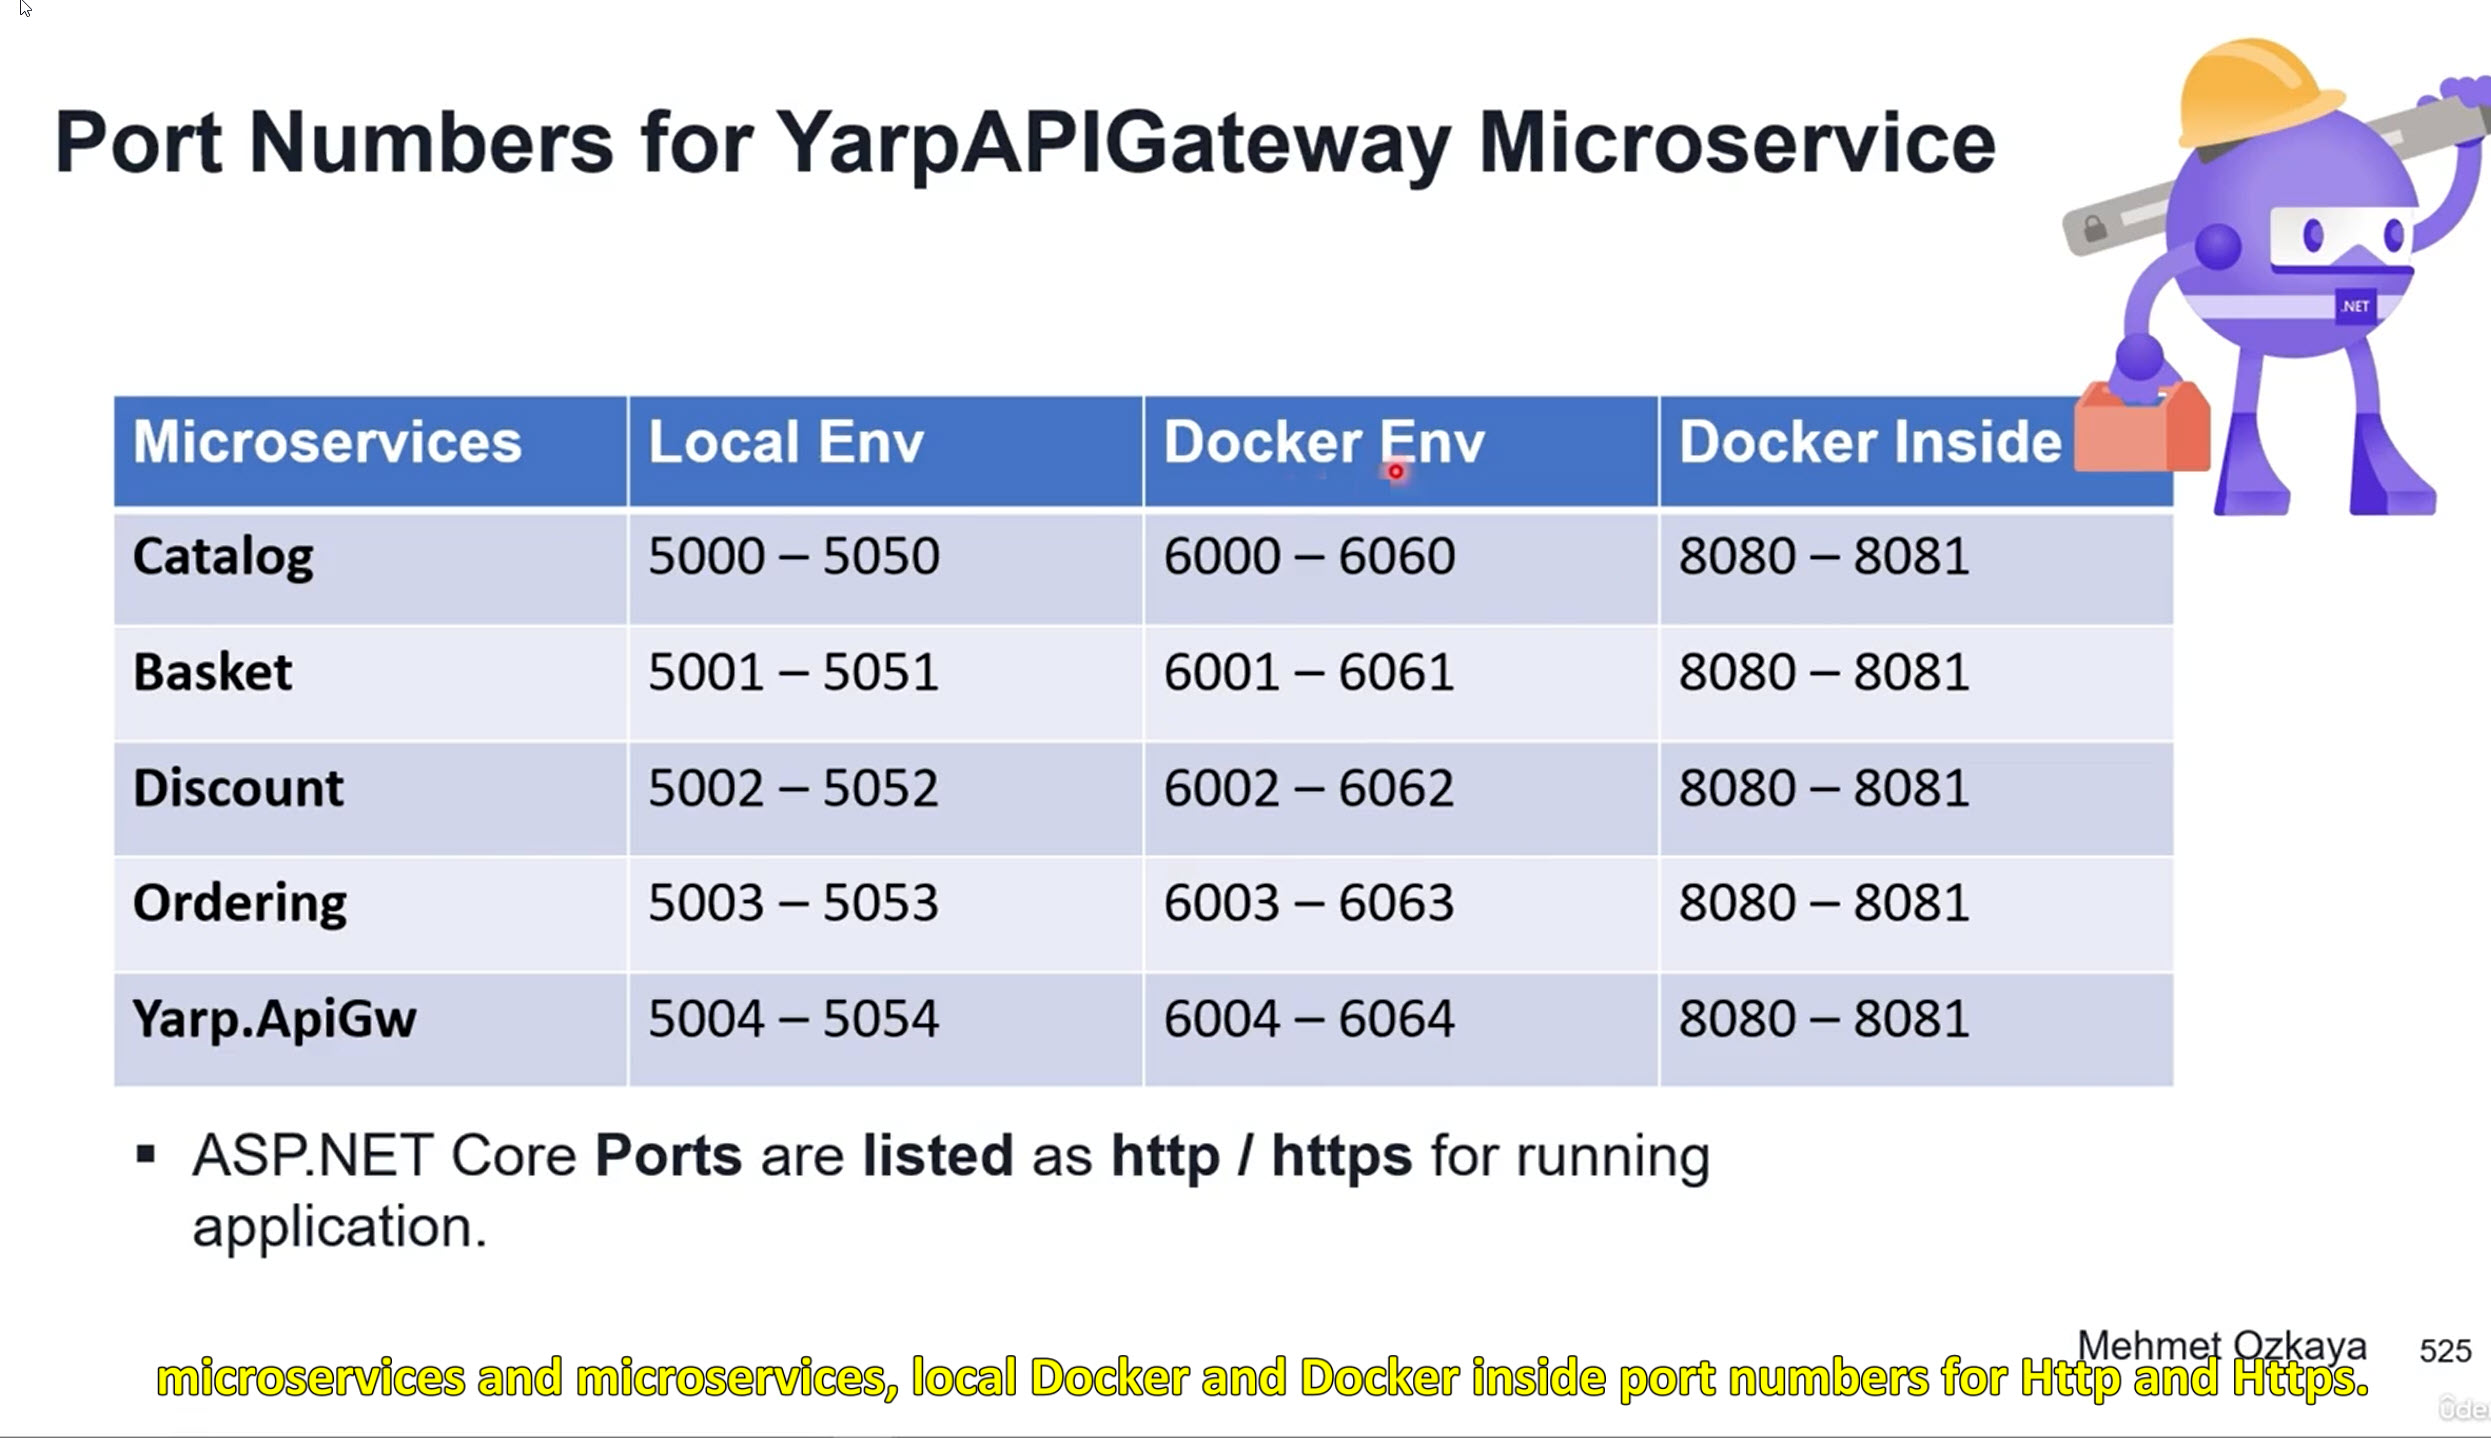 Port Numbers for YarpAPIGateway Microservice
.NET
Microservices Local Env Docker Env Docker Inside
Catalog 5000 – 5050 6000 – 6060 8080 – 8081
Basket 5001 – 5051 6001 – 6061 8080 – 8081
Discount 5002 – 5052 6002 – 6062 8080 – 8081
Ordering 5003 – 5053 6003 – 6063 8080 – 8081
Yarp.ApiGw 5004 – 5054 6004 – 6064 8080 – 8081
▪ ASP.NET Core Ports are listed as http / https for running
application.
Mehmet Ozkaya 525
microservices and microservices, local Docker and Docker inside port numbers for Http and Https.